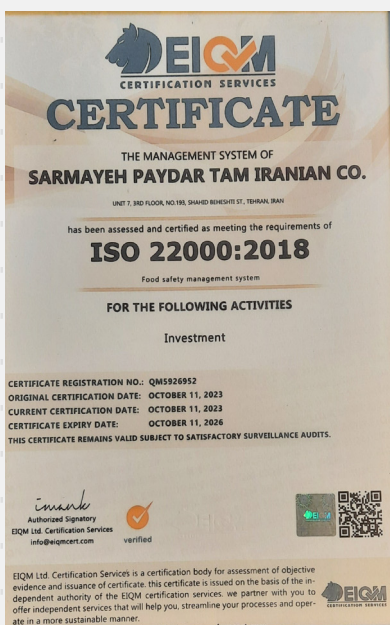 EIQM
CERTIFICATION SERVICES
CERTIFICATE
THE MANAGEMENT SYSTEM OF
SARMAYEH PAYDAR TAM IRANIAN CO.
UNIT 7, 3RD FLOOR, NO.193, SHAHID BEHESHTI ST., TEHRAN, IRAN
has been assessed and certified as meeting the requirements of
ISO 22000:2018
Food safety management system
FOR THE FOLLOWING ACTIVITIES
Investment
CERTIFICATE REGISTRATION NO.: QM5926952
ORIGINAL CERTIFICATION DATE: OCTOBER 11, 2023
CURRENT CERTIFICATION DATE: OCTOBER 11, 2023
CERTIFICATE EXPIRY DATE: OCTOBER 11, 2026
THIS CERTIFICATE REMAINS VALID SUBJECT TO SATISFACTORY SURVEILLANCE AUDITS.
Authorized Signatory
EIQM Ltd. Certification Services
info@eiqmcert.com
verified
EIQM
EIQM Ltd. Certification Services is a certification body for assessment of objective
evidence and issuance of certificate. this certificate is issued on the basis of the in-
dependent authority of the EIQM certification services. we partner with you to
offer independent services that will help you, streamline your processes and oper-
ate in a more sustainable manner.
EIQM